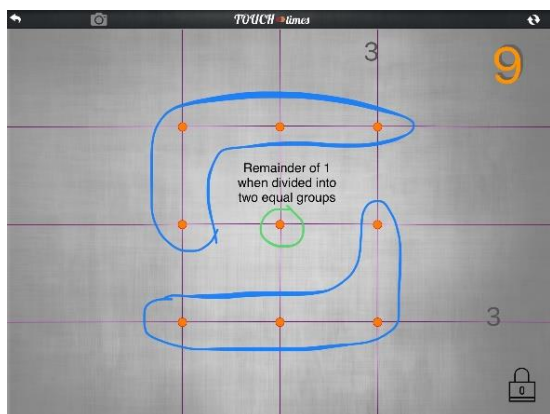 TOUCH times
3
9
Remainder of 1
when divided into
two equal groups
3
0